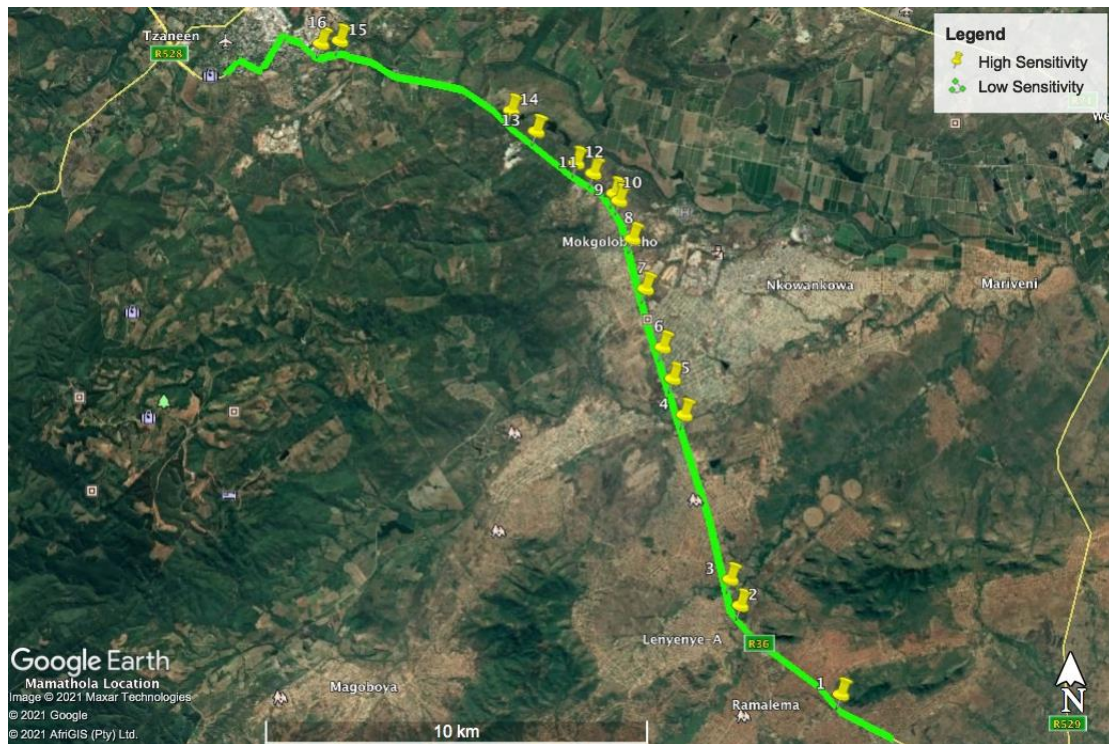 Legend
High Sensitivity
Low Sensitivity
Tzaneen
R528
16
15
14
13
12
11
10
9
8
Mokgolob
ho
7
Nkowankowa
Mariveni
6
5
4
3
2
Lenyenye-A
R36
1
Magoboya
Ramalema
R529
N
10 km
Google Earth
Mamathola Location
Image © 2021 Maxar Technologies
© 2021 Google
© 2021 AfriGIS (Pty) Ltd.